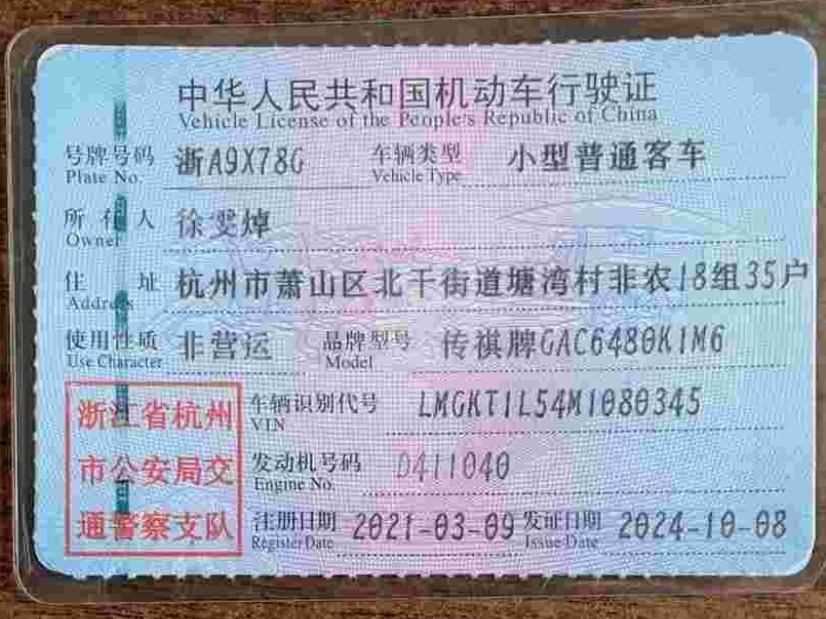 中华人民共和国机动车行驶证
Vehicle License of the People's Republic of China
号牌号码 浙A9X78G 车辆类型 小型普通客车
Plate No. Vehicle Type
所有人 徐雯焯
Owner
住址 杭州市萧山区北干街道塘湾村非农18组35户
Address
使用性质 非营运 品牌型号 传祺牌GAC6480K1M6
Use Character Model
浙江省杭州 车辆识别代号 LMGKT1L54M1080345
VIN
市公安局交 发动机号码 D411040
Engine No.
通警察支队 注册日期 2021-03-09 发证日期 2024-10-08
Register Date Issue Date